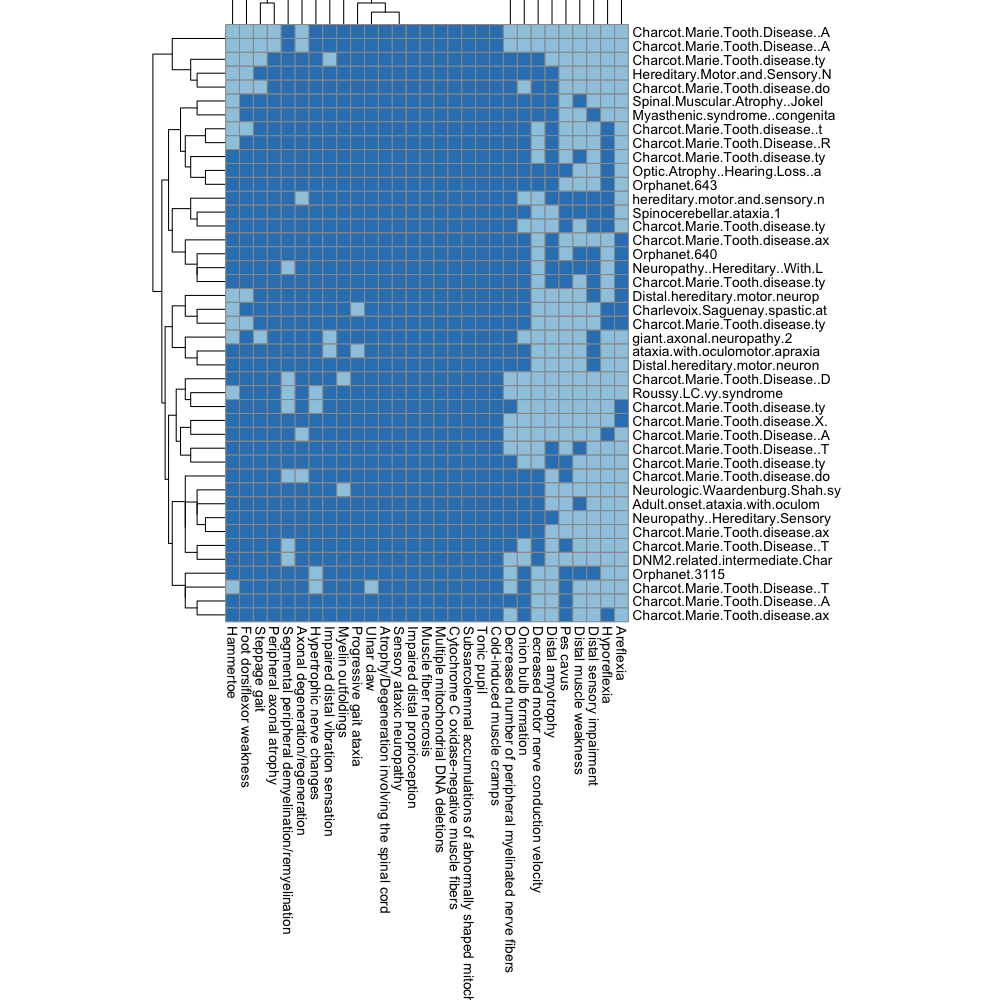 Charcot.Marie.Tooth.Disease..A
Charcot.Marie.Tooth.Disease..A
Charcot.Marie.Tooth.disease.ty
Hereditary.Motor.and.Sensory.N
Charcot.Marie.Tooth.disease.do
Spinal.Muscular.Atrophy..Jokel
Myasthenic.syndrome..congenita
Charcot.Marie.Tooth.disease..t
Charcot.Marie.Tooth.Disease..R
Charcot.Marie.Tooth.disease.ty
Optic.Atrophy..Hearing.Loss..a
Orphanet.643
hereditary.motor.and.sensory.n
Spinocerebellar.ataxia.1
Charcot.Marie.Tooth.disease.ty
Charcot.Marie.Tooth.disease.ax
Orphanet.640
Neuropathy..Hereditary..With.L
Charcot.Marie.Tooth.disease.ty
Distal.hereditary.motor.neurop
Charlevoix.Saguenay.spastic.at
Charcot.Marie.Tooth.disease.ty
giant.axonal.neuropathy.2
ataxia.with.oculomotor.apraxia
Distal.hereditary.motor.neuron
Charcot.Marie.Tooth.Disease..D
Roussy.LC.vy.syndrome
Charcot.Marie.Tooth.disease.ty
Charcot.Marie.Tooth.disease.X.
Charcot.Marie.Tooth.Disease..A
Charcot.Marie.Tooth.Disease..T
Charcot.Marie.Tooth.disease.ty
Charcot.Marie.Tooth.disease.do
Neurologic.Waardenburg.Shah.sy
Adult.onset.ataxia.with.oculom
Neuropathy..Hereditary.Sensory
Charcot.Marie.Tooth.disease.ax
Charcot.Marie.Tooth.Disease..T
DNM2.related.intermediate.Char
Orphanet.3115
Charcot.Marie.Tooth.Disease..T
Charcot.Marie.Tooth.Disease..A
Charcot.Marie.Tooth.disease.ax
Hammertoe
Foot dorsiflexor weakness
Steppage gait
Peripheral axonal atrophy
Segmental peripheral demyelination/remyelination
Axonal degeneration/regeneration
Hypertrophic nerve changes
Impaired distal vibration sensation
Myelin outfoldings
Progressive gait ataxia
Ulnar claw
Atrophy/Degeneration involving the spinal cord
Sensory ataxic neuropathy
Impaired distal proprioception
Muscle fiber necrosis
Multiple mitochondrial DNA deletions
Cytochrome C oxidase-negative muscle fibers
Subsarcolemmal accumulations of abnormally shaped mitoch
Tonic pupil
Cold-induced muscle cramps
Decreased number of peripheral myelinated nerve fibers
Onion bulb formation
Decreased motor nerve conduction velocity
Distal amyotrophy
Pes cavus
Distal muscle weakness
Distal sensory impairment
Hyporeflexia
Areflexia